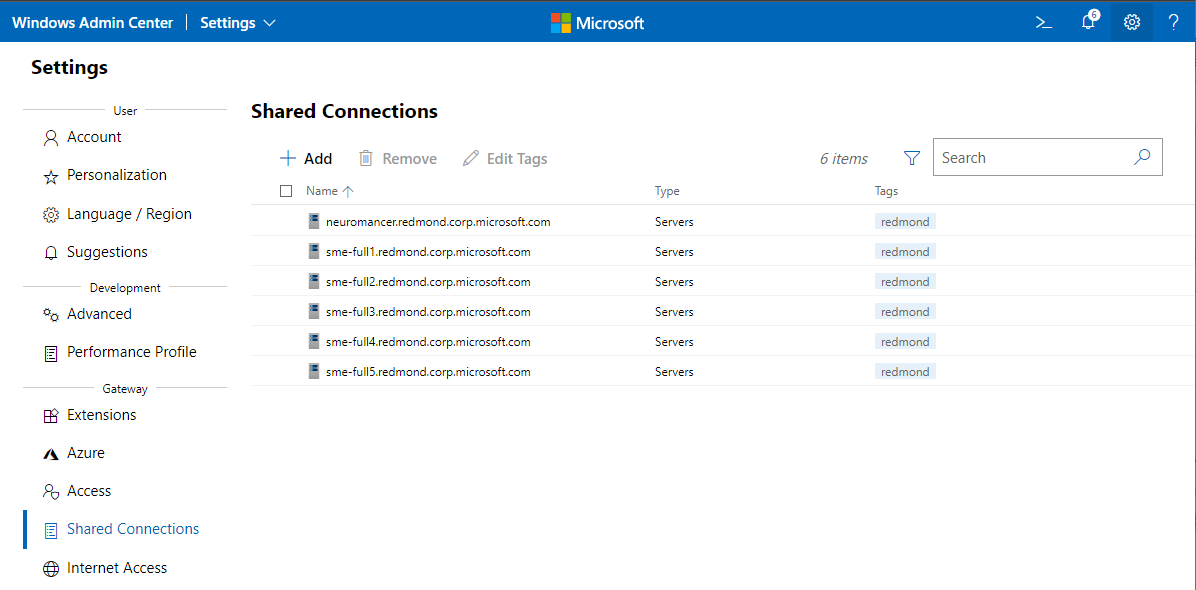 Windows Admin Center Settings Microsoft >_ 6 ?
Settings
User
Account
Personalization
Language / Region
Suggestions
Development
Advanced
Performance Profile
Gateway
Extensions
Azure
Access
Shared Connections
Internet Access
Shared Connections
Add Remove Edit Tags 6 items Search
Name Type Tags
neuromancer.redmond.corp.microsoft.com Servers redmond
sme-full1.redmond.corp.microsoft.com Servers redmond
sme-full2.redmond.corp.microsoft.com Servers redmond
sme-full3.redmond.corp.microsoft.com Servers redmond
sme-full4.redmond.corp.microsoft.com Servers redmond
sme-full5.redmond.corp.microsoft.com Servers redmond